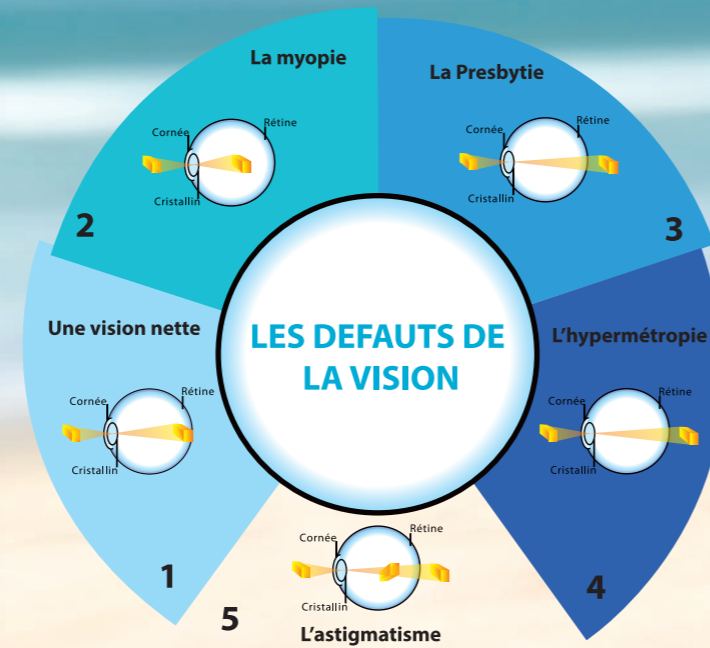 La myopie
Cornée
Rétine
Cristallin
2
La Presbytie
Cornée
Rétine
Cristallin
3
Une vision nette
Cornée
Rétine
Cristallin
1
LES DEFAUTS DE
LA VISION
L'hypermétropie
Cornée
Rétine
Cristallin
4
Cornée
Rétine
Cristallin
5
L'astigmatisme